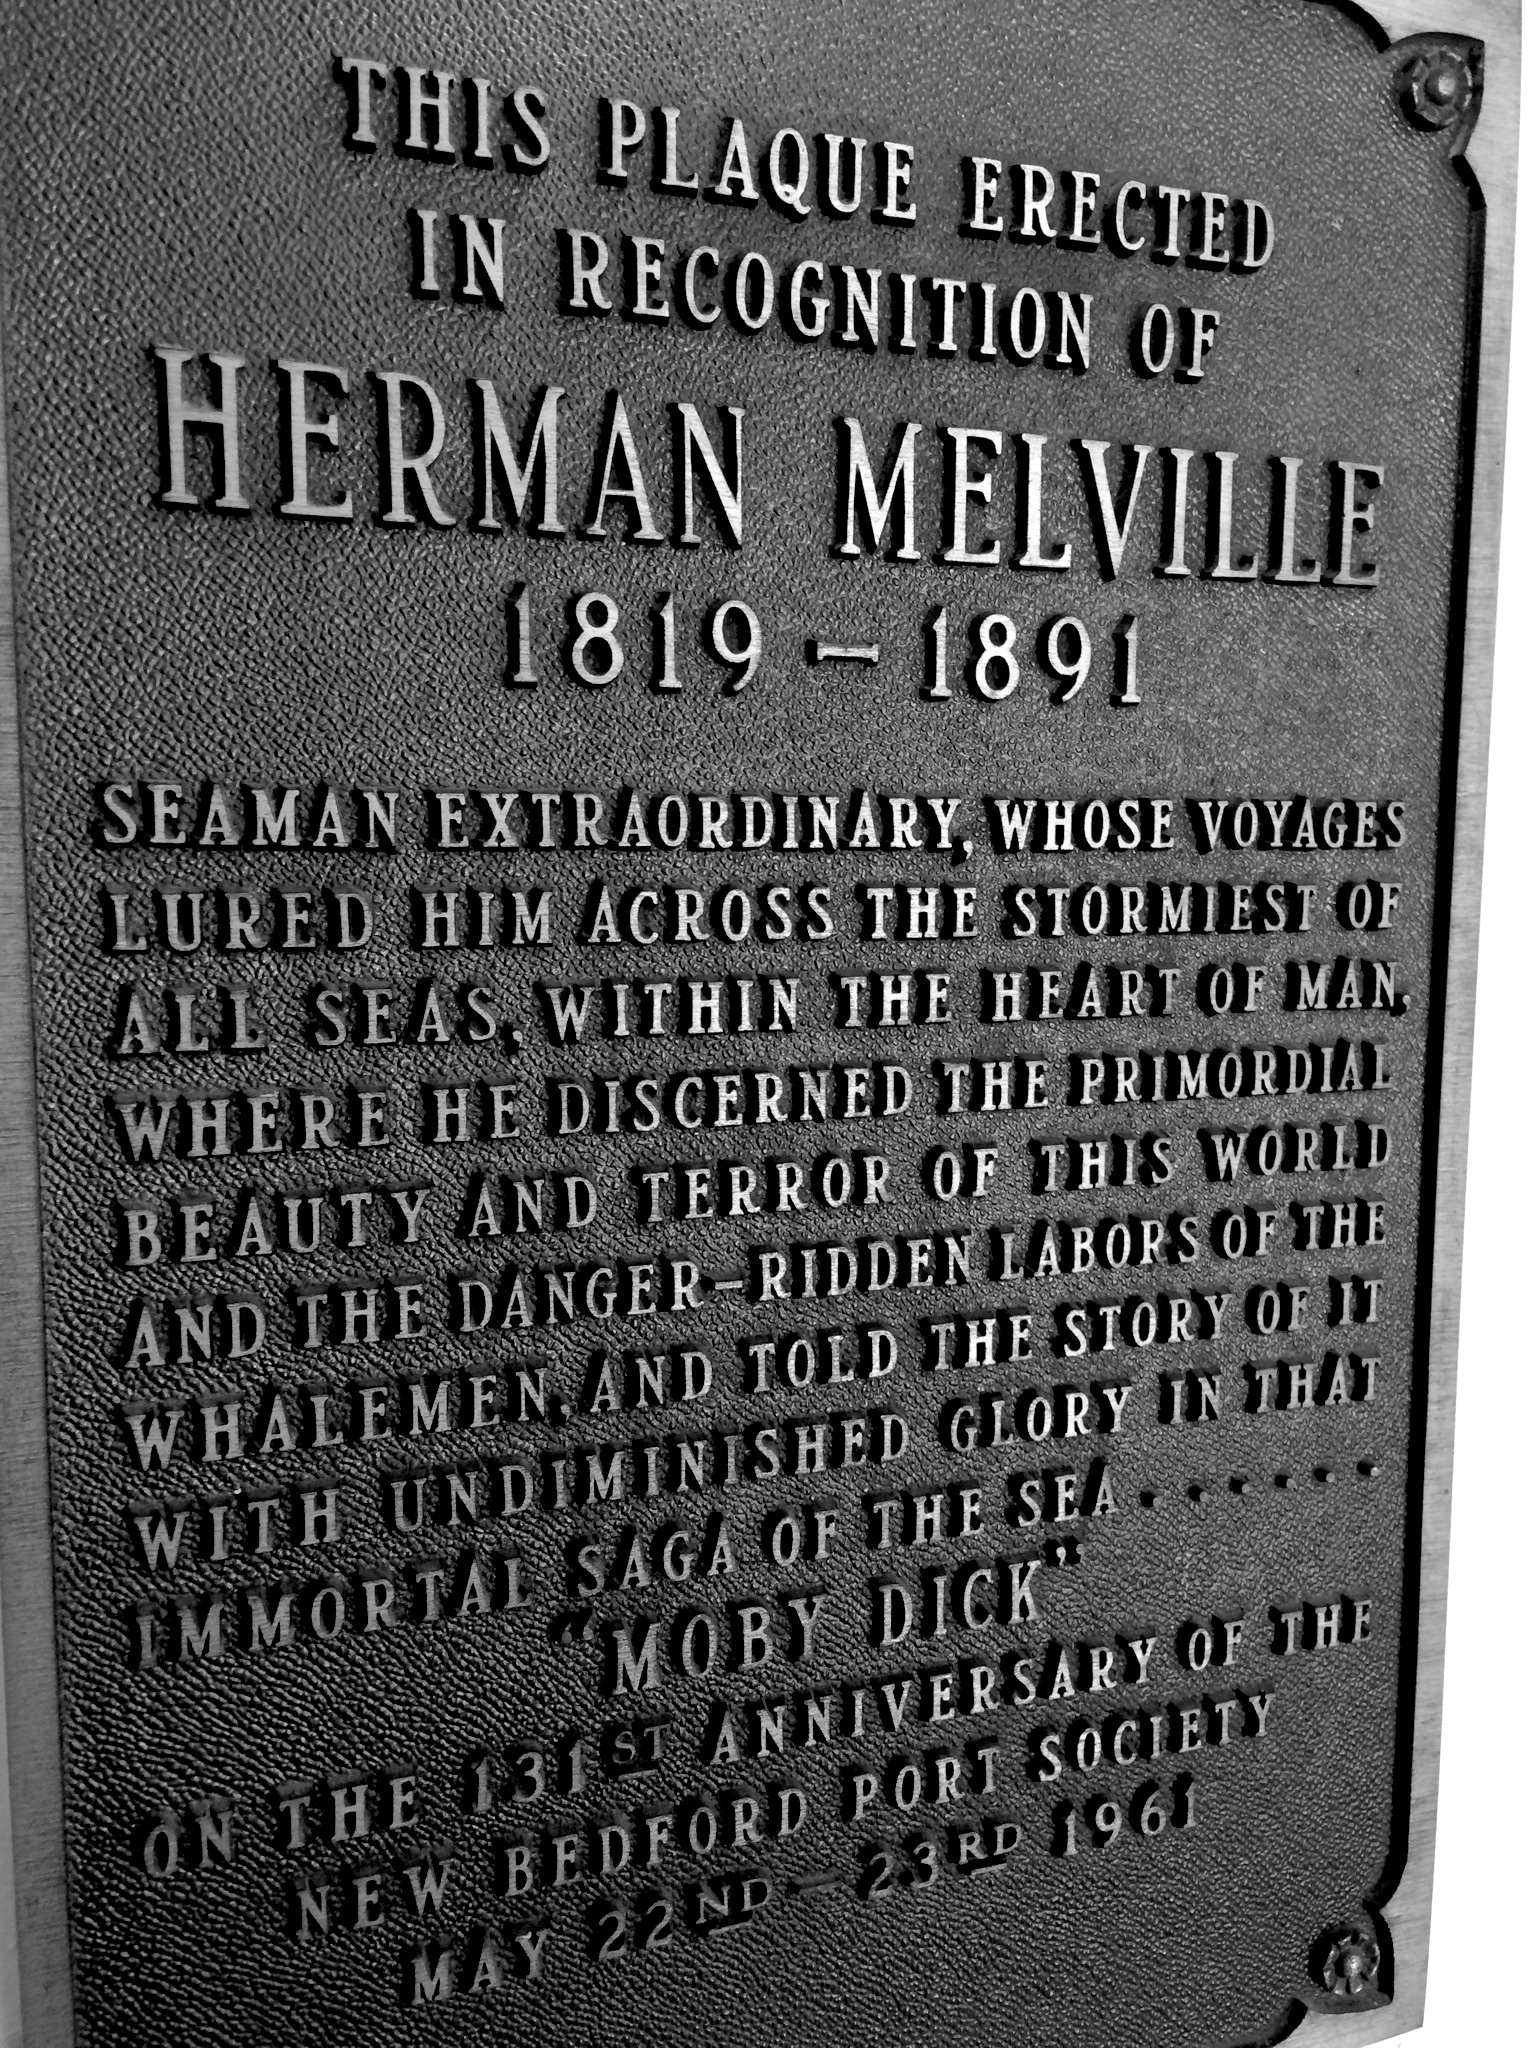 THIS PLAQUE ERECTED
IN RECOGNITION OF
HERMAN MELVILLE
1819 – 1891
SEAMAN EXTRAORDINARY, WHOSE VOYAGES
LURED HIM ACROSS THE STORMIEST OF
ALL SEAS, WITHIN THE HEART OF MAN,
WHERE HE DISCERNED THE PRIMORDIAL
BEAUTY AND TERROR OF THIS WORLD
AND THE DANGER–RIDDEN LABORS OF THE
WHALEMEN, AND TOLD THE STORY OF IT
WITH UNDIMINISHED GLORY IN THAT
IMMORTAL SAGA OF THE SEA . . . . . .
“MOBY DICK”
ON THE 131ST ANNIVERSARY OF THE
NEW BEDFORD PORT SOCIETY
MAY 22ND – 23RD 1961